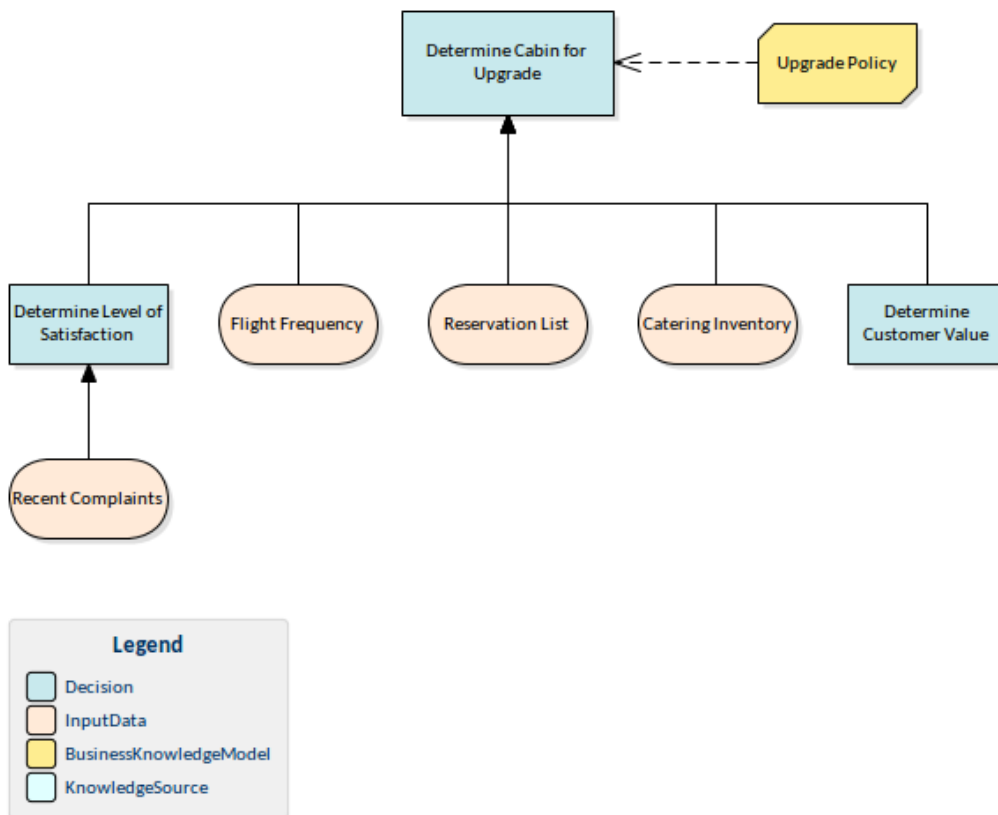 Determine Cabin for
Upgrade
Upgrade Policy
Determine Level of
Satisfaction
Flight Frequency
Reservation List
Catering Inventory
Determine
Customer Value
Recent Complaints
Legend
Decision
InputData
BusinessKnowledgeModel
KnowledgeSource